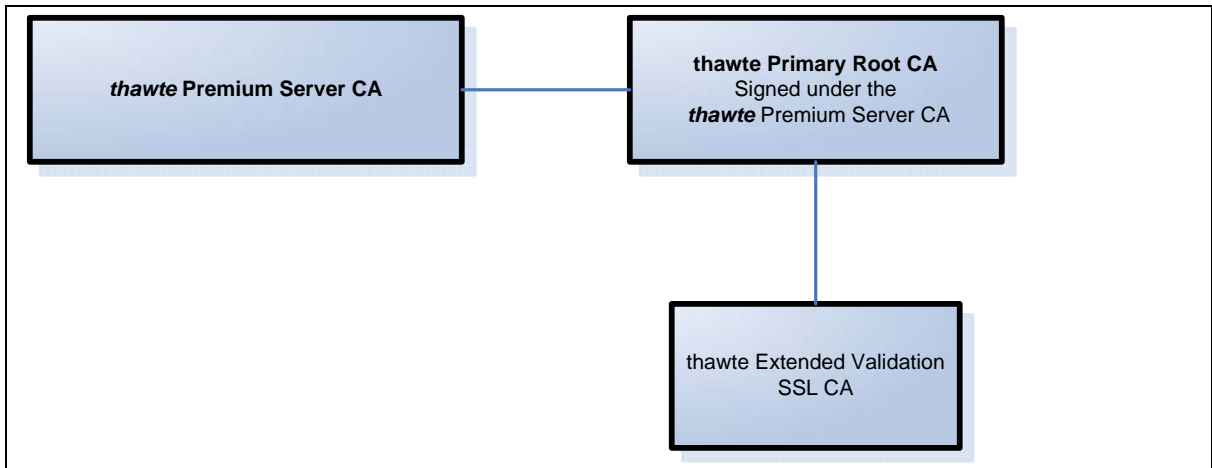 thawte Premium Server CA
thawte Primary Root CA
Signed under the
thawte Premium Server CA
thawte Extended Validation
SSL CA